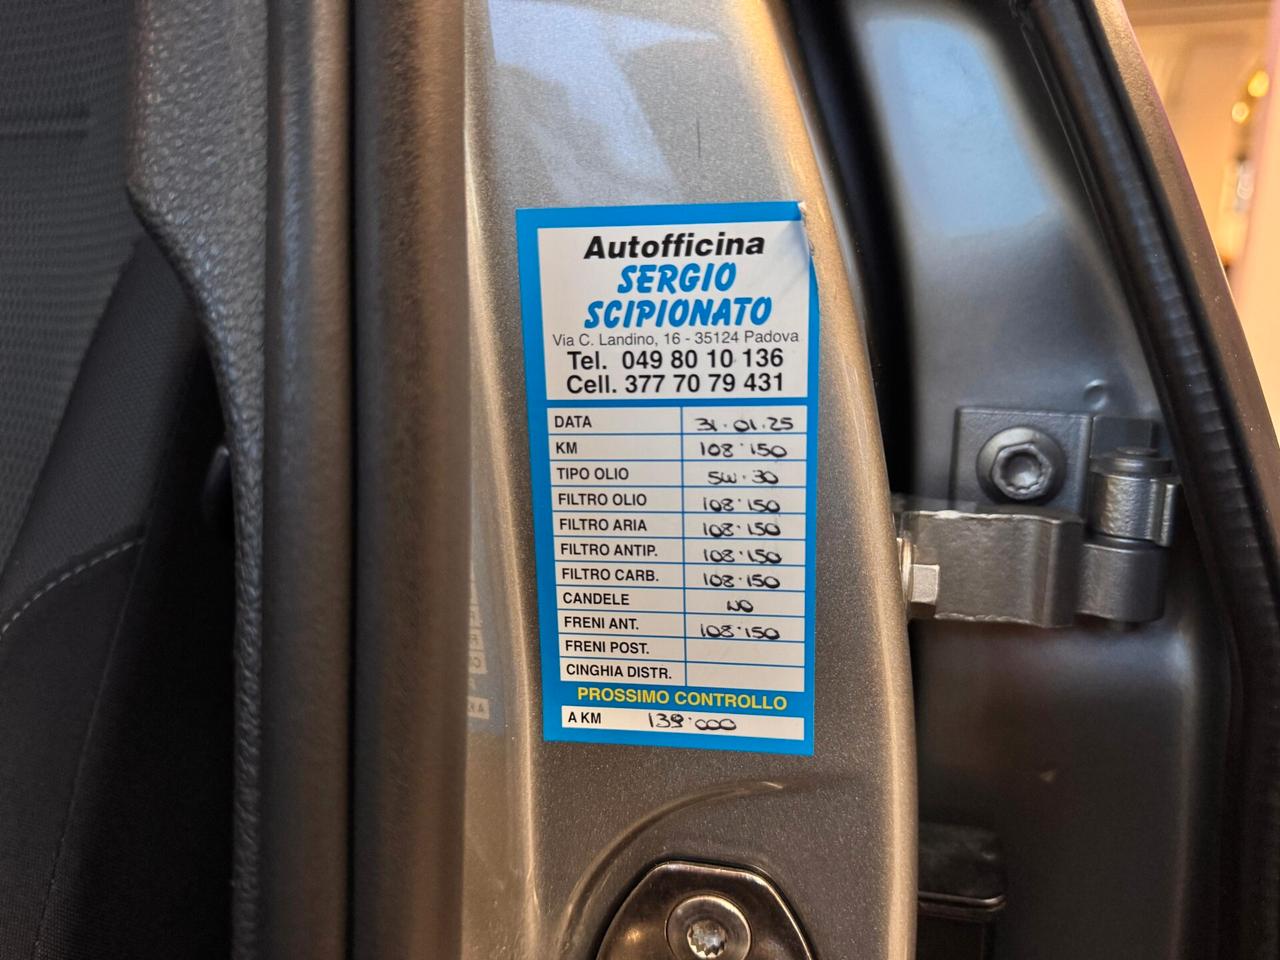 Autofficina
SERGIO
SCIPIONATO
Via C. Landino, 16 - 35124 Padova
Tel. 049 80 10 136
Cell. 377 70 79 431
DATA 31.01.25
KM 108'150
TIPO OLIO 5W.30
FILTRO OLIO 108'150
FILTRO ARIA 108'150
FILTRO ANTIP. 108'150
FILTRO CARB. 108'150
CANDELE NO
FRENI ANT. 108'150
FRENI POST.
CINGHIA DISTR.
PROSSIMO CONTROLLO
A KM 139'000